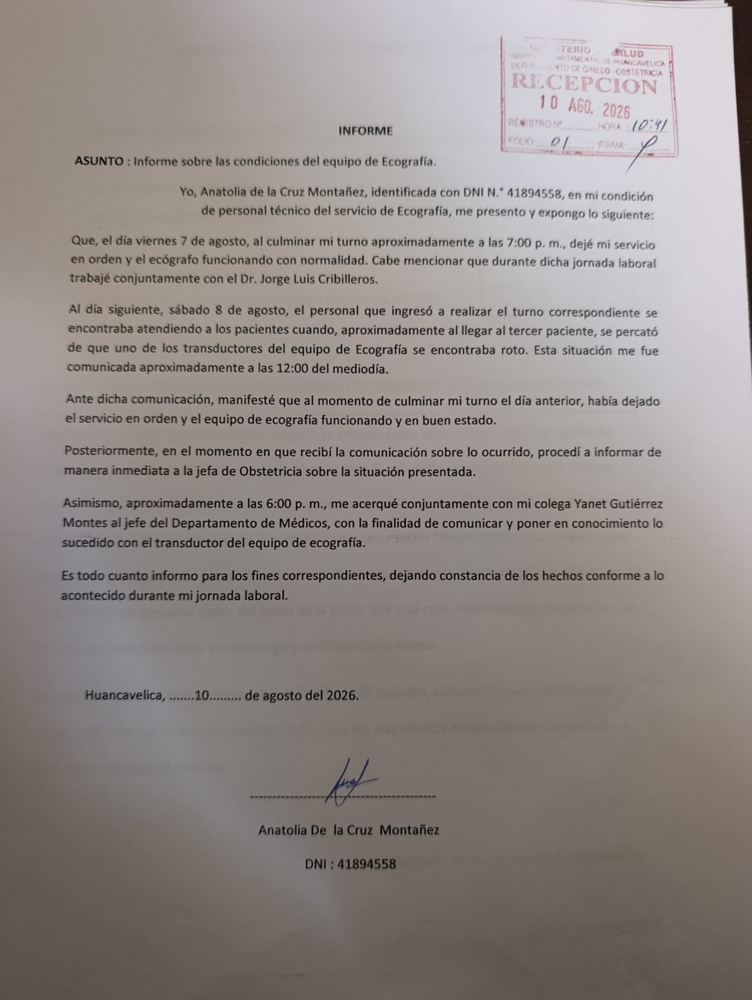 TERIO SALUD
DEPARTAMENTAL DE HUANCAVELICA
DEPARTAMENTO DE GINECO-OBSTETRICIA
RECEPCION
10 AGO. 2026
REGISTRO N°........... HORA : 10:41
FOLIO: 01 FIRMA:
INFORME
ASUNTO : Informe sobre las condiciones del equipo de Ecografía.
Yo, Anatolia de la Cruz Montañez, identificada con DNI N.° 41894558, en mi condición
de personal técnico del servicio de Ecografía, me presento y expongo lo siguiente:
Que, el día viernes 7 de agosto, al culminar mi turno aproximadamente a las 7:00 p. m., dejé mi servicio
en orden y el ecógrafo funcionando con normalidad. Cabe mencionar que durante dicha jornada laboral
trabajé conjuntamente con el Dr. Jorge Luis Cribilleros.
Al día siguiente, sábado 8 de agosto, el personal que ingresó a realizar el turno correspondiente se
encontraba atendiendo a los pacientes cuando, aproximadamente al llegar al tercer paciente, se percató
de que uno de los transductores del equipo de Ecografía se encontraba roto. Esta situación me fue
comunicada aproximadamente a las 12:00 del mediodía.
Ante dicha comunicación, manifesté que al momento de culminar mi turno el día anterior, había dejado
el servicio en orden y el equipo de ecografía funcionando y en buen estado.
Posteriormente, en el momento en que recibí la comunicación sobre lo ocurrido, procedí a informar de
manera inmediata a la jefa de Obstetricia sobre la situación presentada.
Asimismo, aproximadamente a las 6:00 p. m., me acerqué conjuntamente con mi colega Yanet Gutiérrez
Montes al jefe del Departamento de Médicos, con la finalidad de comunicar y poner en conocimiento lo
sucedido con el transductor del equipo de ecografía.
Es todo cuanto informo para los fines correspondientes, dejando constancia de los hechos conforme a lo
acontecido durante mi jornada laboral.
Huancavelica, .......10......... de agosto del 2026.
Anatolia De la Cruz Montañez
DNI : 41894558